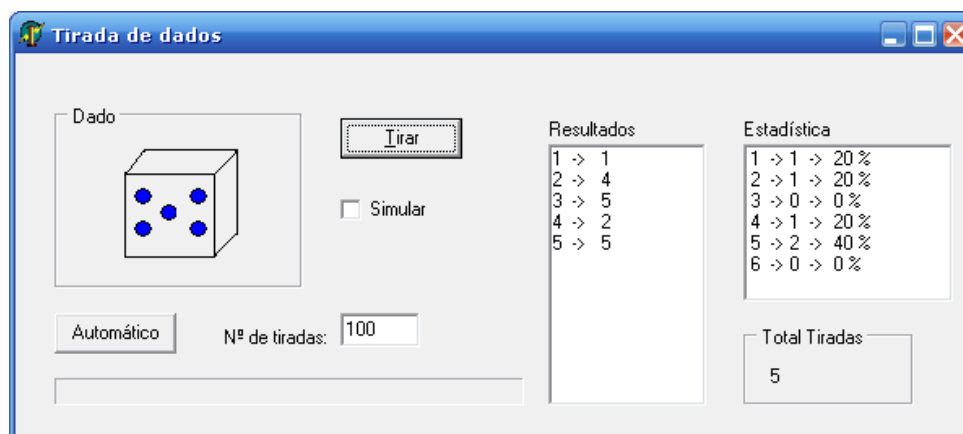 Tirada de dados
Dado
Tirar
Simular
Automático
Nº de tiradas: 100
Resultados
1 -> 1
2 -> 4
3 -> 5
4 -> 2
5 -> 5
Estadística
1 -> 1 -> 20 %
2 -> 1 -> 20 %
3 -> 0 -> 0 %
4 -> 1 -> 20 %
5 -> 2 -> 40 %
6 -> 0 -> 0 %
Total Tiradas
5